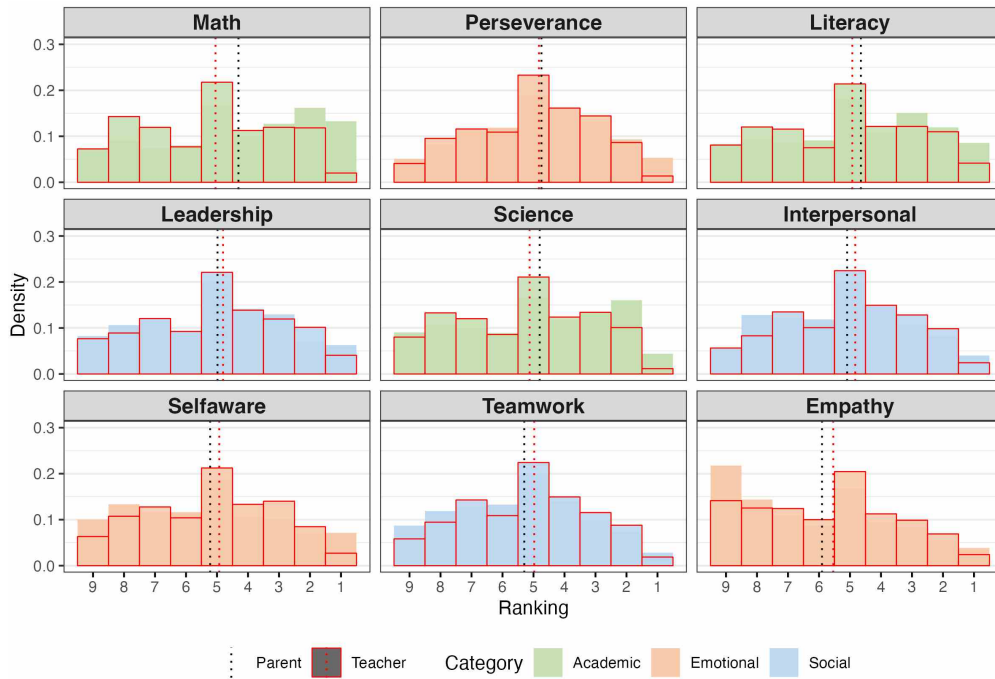 Math Perseverance Literacy
0.3
0.2
0.1
0.0
Leadership Science Interpersonal
0.3
0.2
0.1
0.0
Selfaware Teamwork Empathy
0.3
0.2
0.1
0.0
9 8 7 6 5 4 3 2 1 9 8 7 6 5 4 3 2 1 9 8 7 6 5 4 3 2 1
Density
Ranking
Parent Teacher Category Academic Emotional Social